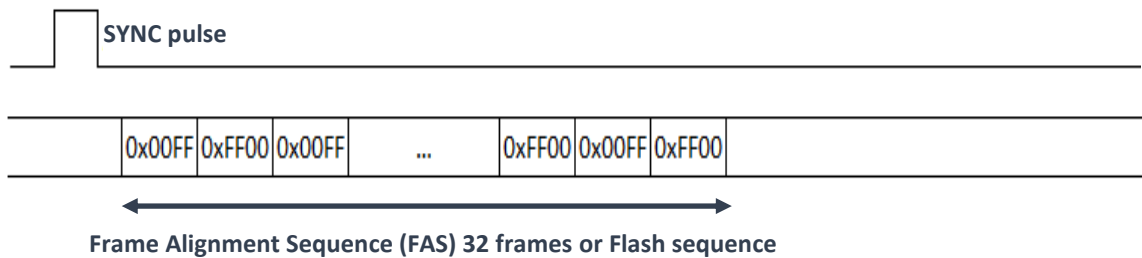 SYNC pulse
0x00FF 0xFF00 0x00FF ... 0xFF00 0x00FF 0xFF00
Frame Alignment Sequence (FAS) 32 frames or Flash sequence